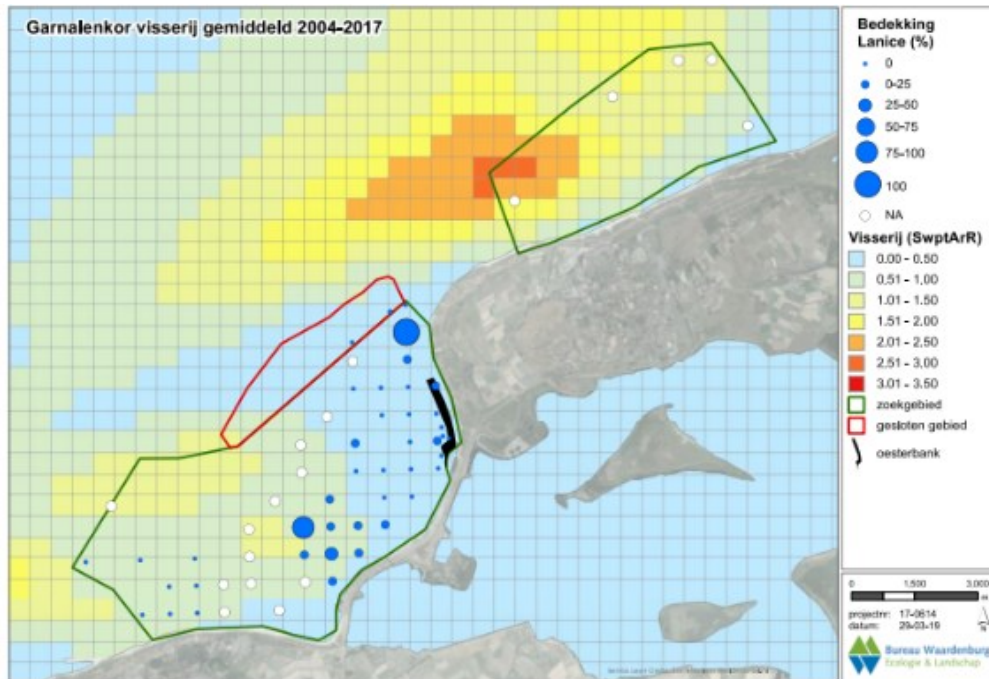 Garnalenkor visserij gemiddeld 2004-2017
Bedekking
Lanice (%)
0
0-25
25-50
50-75
75-100
100
NA
Visserij (SwptArR)
0.00 - 0.50
0.51 - 1.00
1.01 - 1.50
1.51 - 2.00
2.01 - 2.50
2.51 - 3.00
3.01 - 3.50
zoekgebied
gesloten gebied
oesterbank
0 1,500 3,000
m
projectnr: 17-0614
datum: 29-03-19
N
Bureau Waardenburg
Ecologie & Landschap